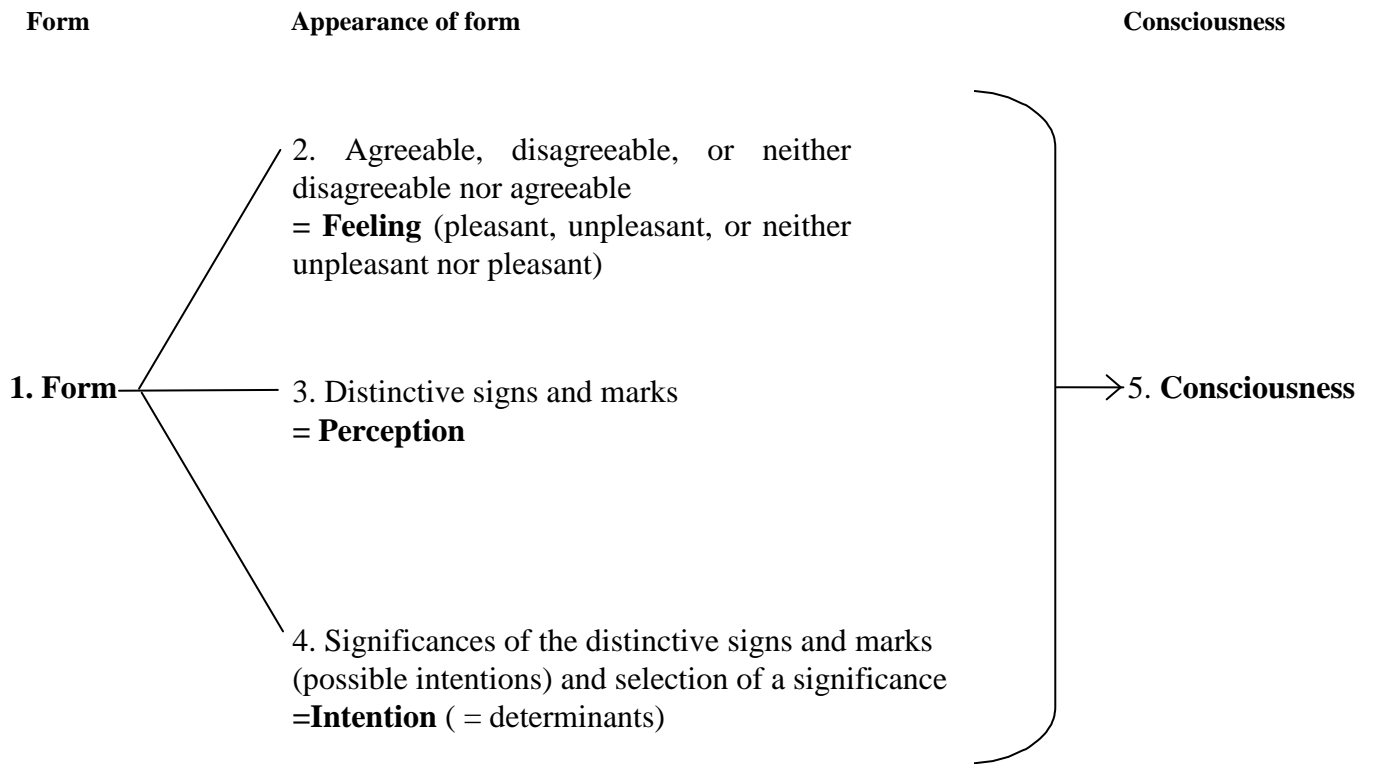 Form Appearance of form Consciousness
2. Agreeable, disagreeable, or neither
disagreeable nor agreeable
= Feeling (pleasant, unpleasant, or neither
unpleasant nor pleasant)
1. Form
3. Distinctive signs and marks
= Perception
5. Consciousness
4. Significances of the distinctive signs and marks
(possible intentions) and selection of a significance
=Intention ( = determinants)